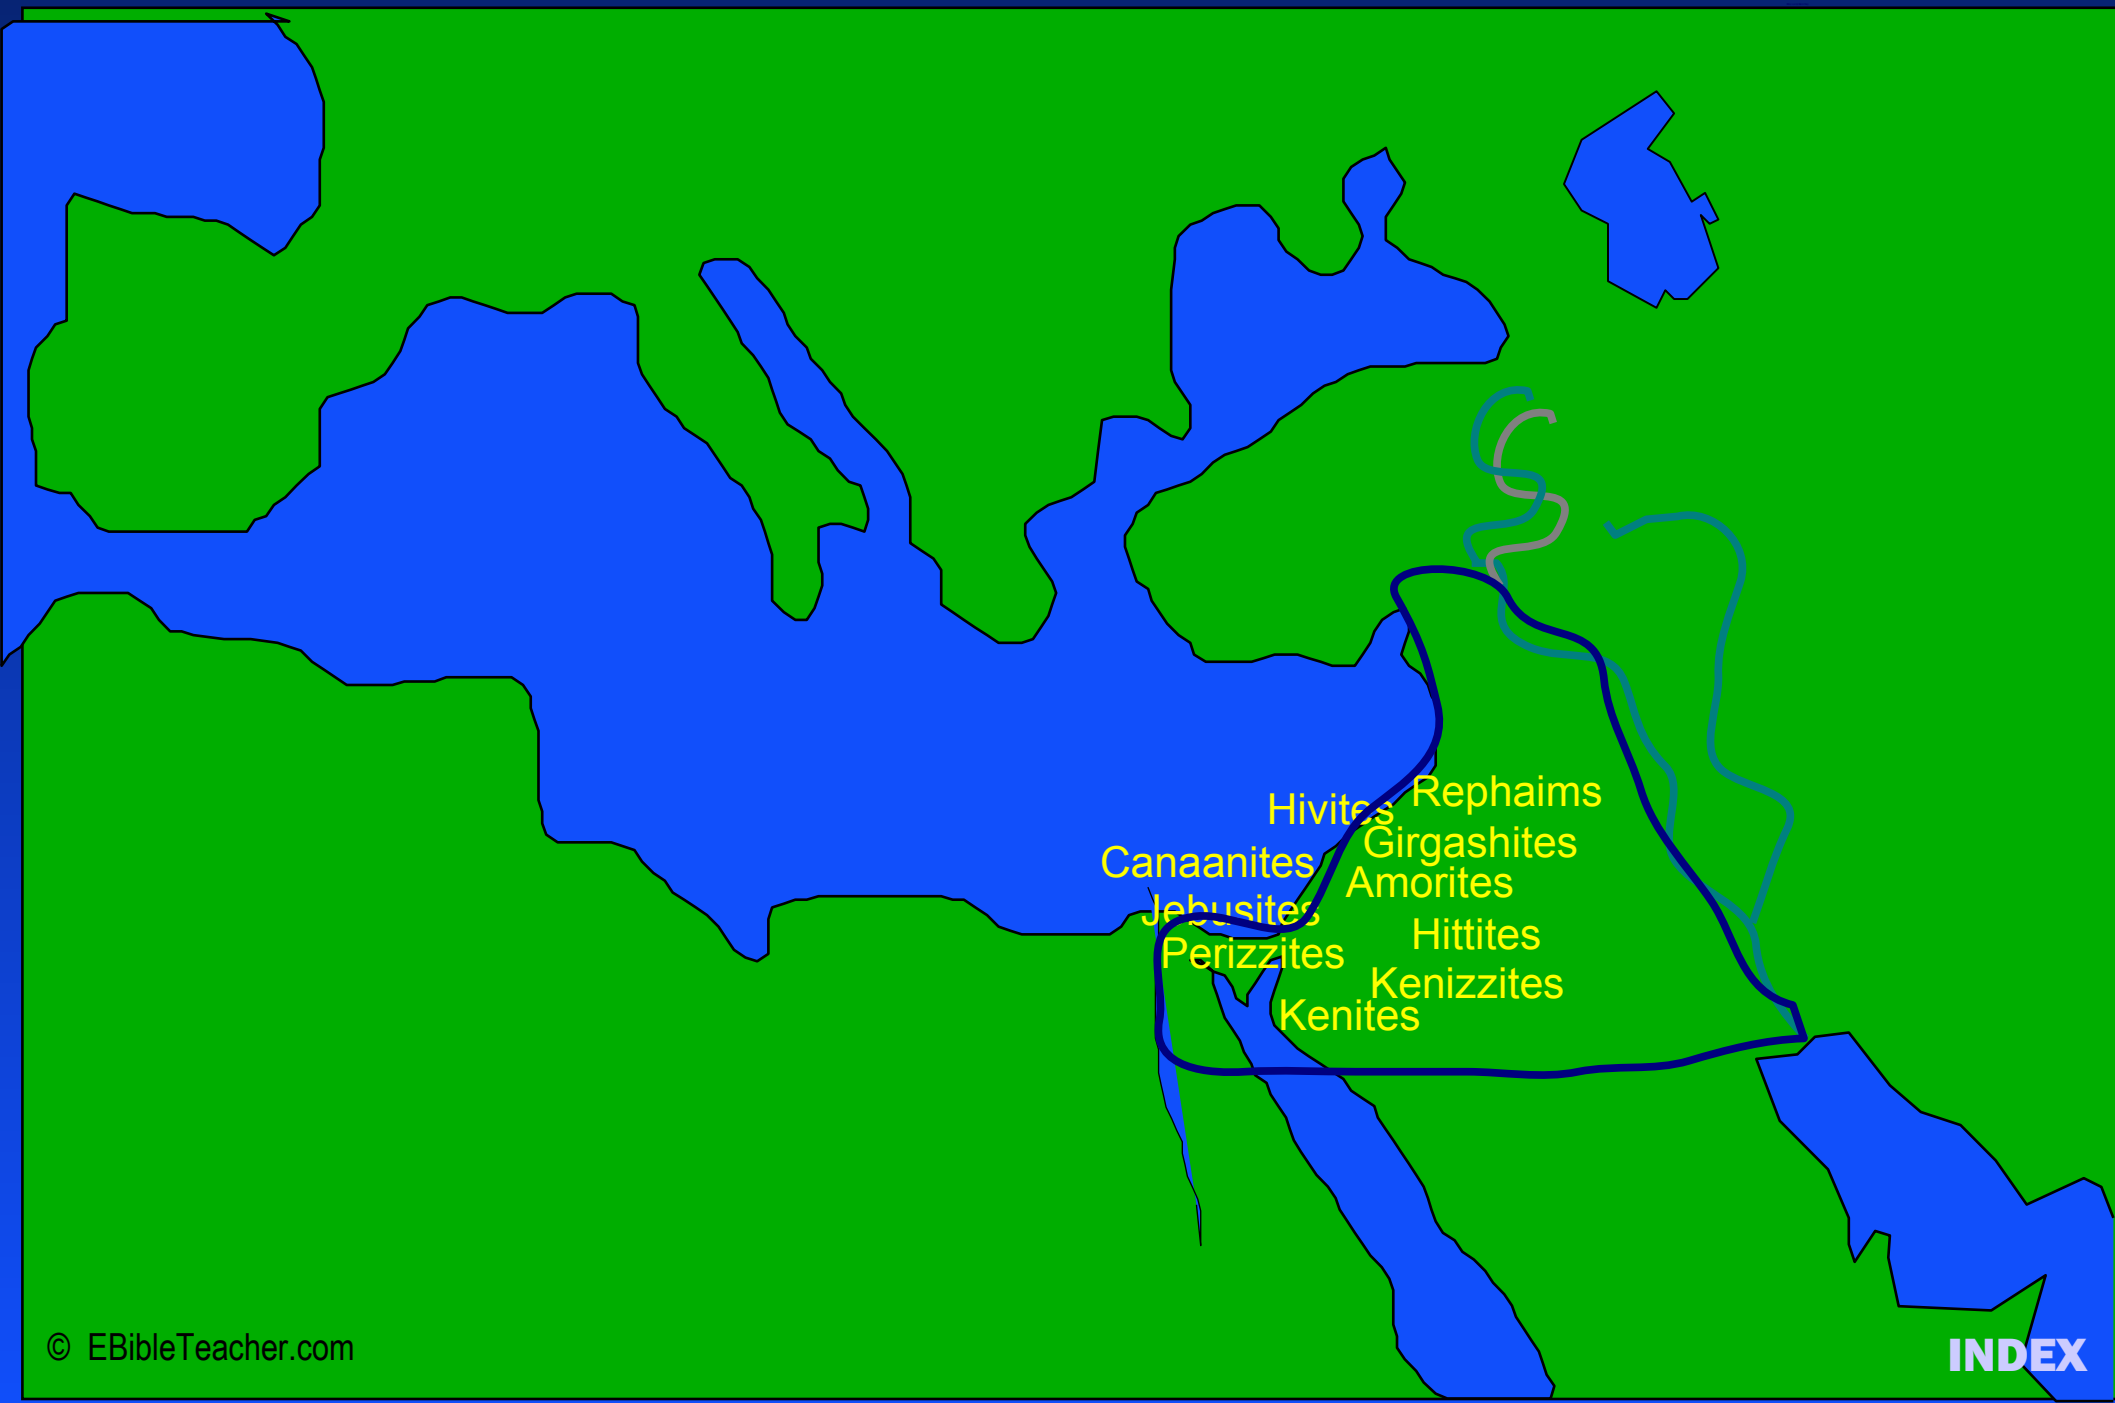 Rephaims
Hivites
Girgashites
Canaanites
Amorites
Jebusites
Hittites
Perizzites
Kenizzites
Kenites
© EBibleTeacher.com
INDEX